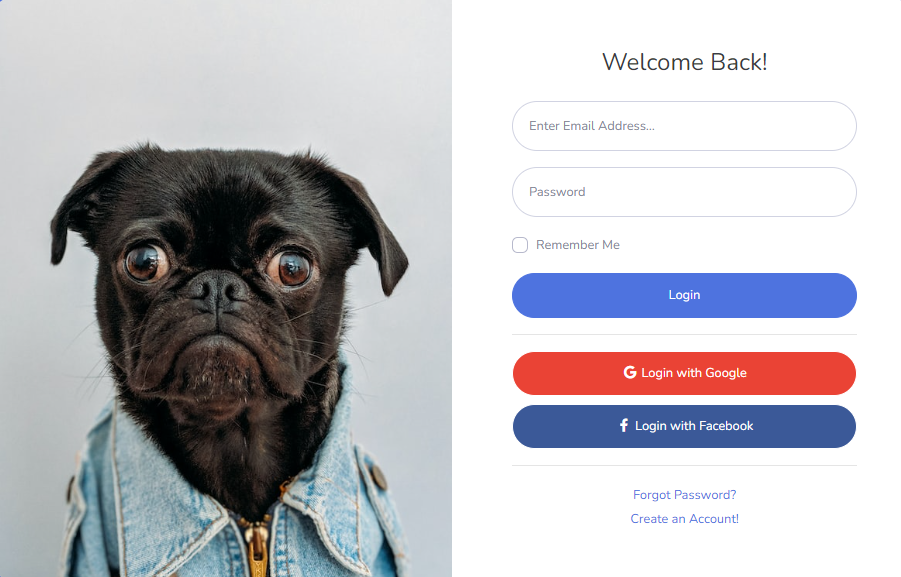 Welcome Back!
Enter Email Address...
Password
Remember Me
Login
Login with Google
Login with Facebook
Forgot Password?
Create an Account!